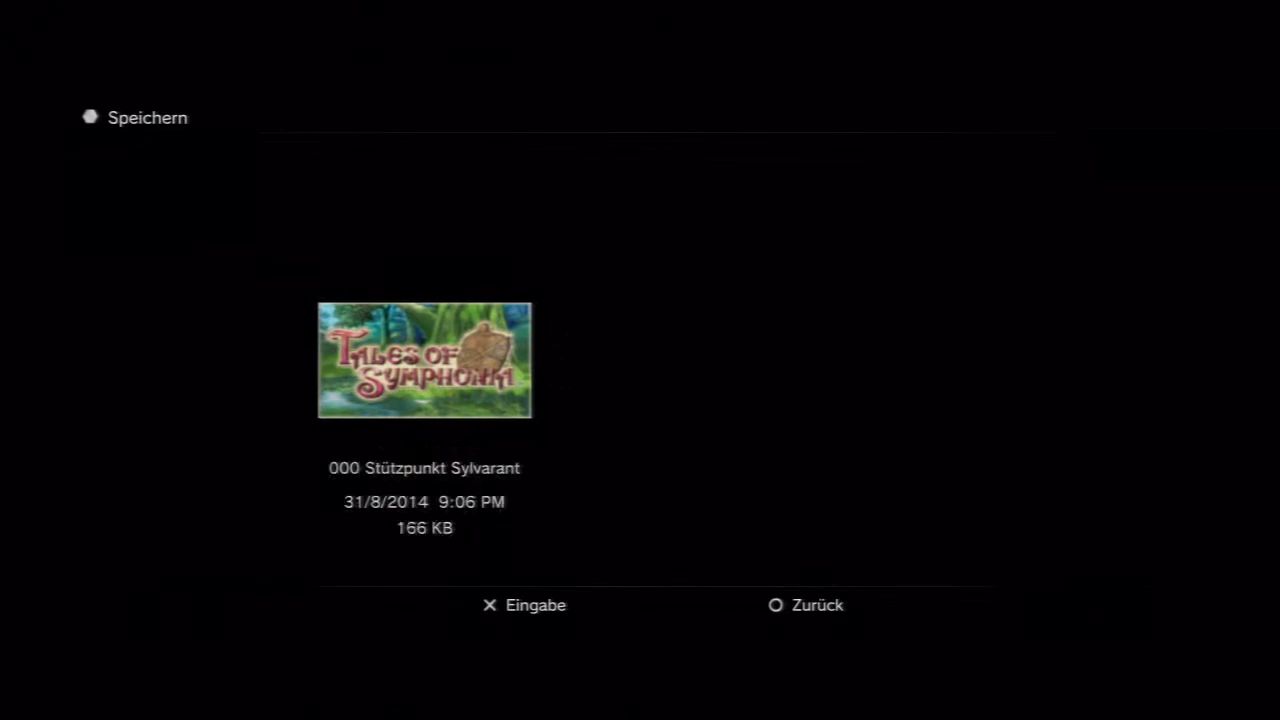 Speichern
TALES OF
SYMPHONIA
000 Stützpunkt Sylvarant
31/8/2014 9:06 PM
166 KB
Eingabe
Zurück